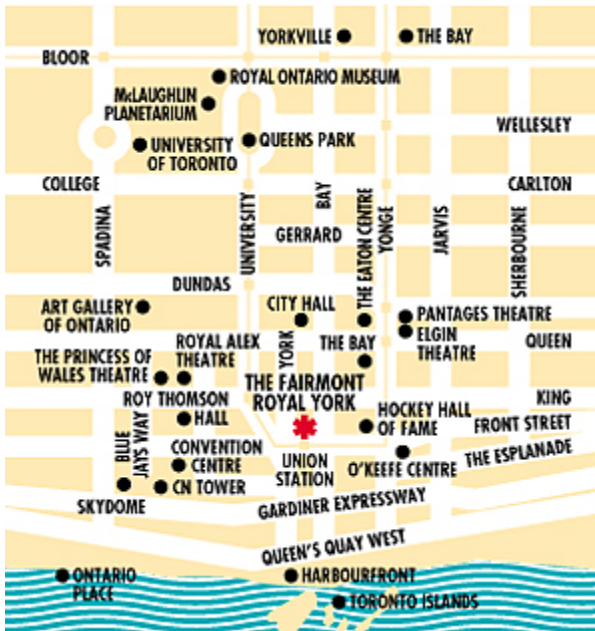 YORKVILLE
THE BAY
BLOOR
ROYAL ONTARIO MUSEUM
McLAUGHLIN
PLANETARIUM
WELLESLEY
UNIVERSITY
OF TORONTO
QUEENS PARK
COLLEGE
CARLTON
SPADINA
UNIVERSITY
BAY
GERRARD
THE EATON CENTRE
YONGE
JARVIS
SHERBOURNE
DUNDAS
ART GALLERY
OF ONTARIO
CITY HALL
PANTAGES THEATRE
ELGIN
THEATRE
ROYAL ALEX
THEATRE
YORK
THE BAY
QUEEN
THE PRINCESS OF
WALES THEATRE
THE FAIRMONT
ROYAL YORK
KING
ROY THOMSON
HALL
HOCKEY HALL
OF FAME
FRONT STREET
BLUE
JAYS WAY
CONVENTION
CENTRE
UNION
STATION
O'KEEFE CENTRE
THE ESPLANADE
CN TOWER
SKYDOME
GARDINER EXPRESSWAY
QUEEN'S QUAY WEST
ONTARIO
PLACE
HARBOURFRONT
TORONTO ISLANDS